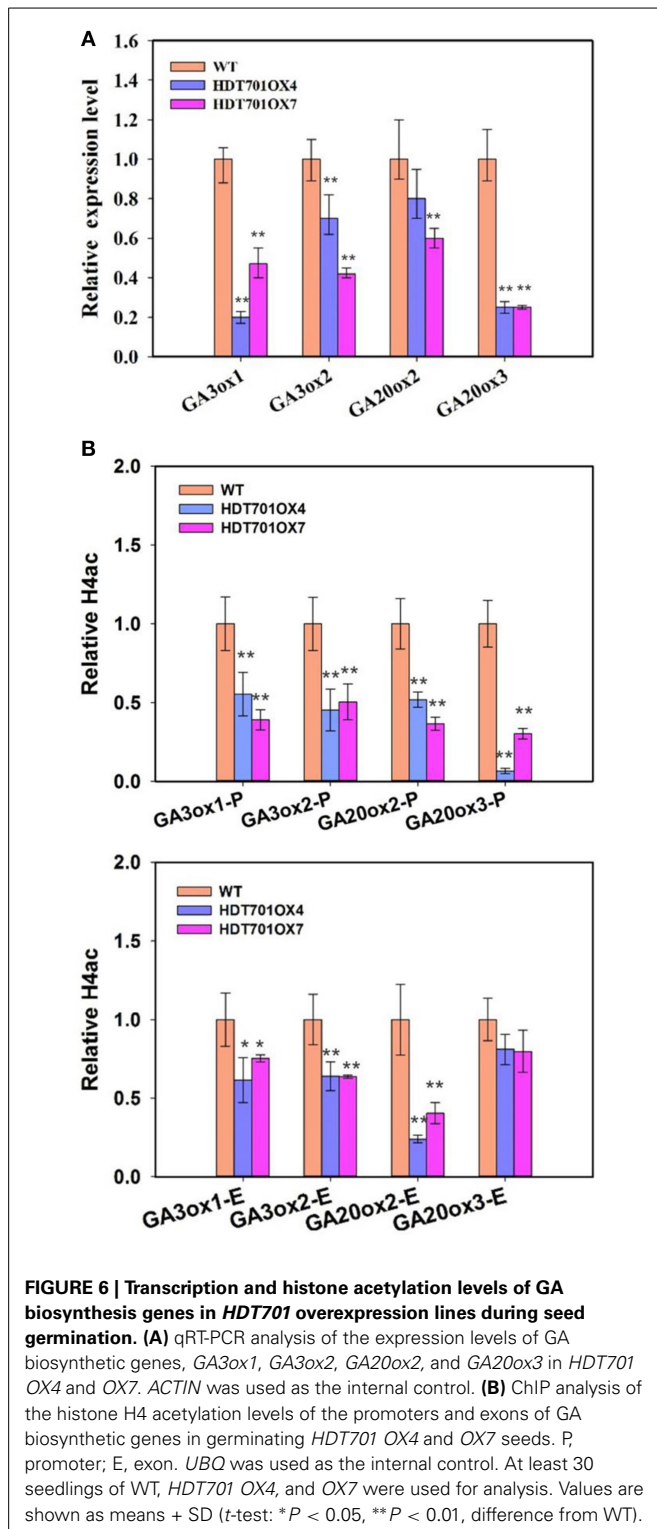 A
1.6
1.4
1.2
1.0
0.8
0.6
0.4
0.2
0.0
Relative expression level
WT
HDT701OX4
HDT701OX7
** ** ** ** ** ** **
GA3ox1 GA3ox2 GA20ox2 GA20ox3
B
2.0
1.5
1.0
0.5
0.0
Relative H4ac
WT
HDT701OX4
HDT701OX7
** ** ** ** ** ** ** **
GA3ox1-P GA3ox2-P GA20ox2-P GA20ox3-P
2.0
1.5
1.0
0.5
0.0
Relative H4ac
WT
HDT701OX4
HDT701OX7
* * ** ** ** **
GA3ox1-E GA3ox2-E GA20ox2-E GA20ox3-E
FIGURE 6 | Transcription and histone acetylation levels of GA
biosynthesis genes in HDT701 overexpression lines during seed
germination. (A) qRT-PCR analysis of the expression levels of GA
biosynthetic genes, GA3ox1, GA3ox2, GA20ox2, and GA20ox3 in HDT701
OX4 and OX7. ACTIN was used as the internal control. (B) ChIP analysis of
the histone H4 acetylation levels of the promoters and exons of GA
biosynthetic genes in germinating HDT701 OX4 and OX7 seeds. P,
promoter; E, exon. UBQ was used as the internal control. At least 30
seedlings of WT, HDT701 OX4, and OX7 were used for analysis. Values are
shown as means + SD (t-test: *P < 0.05, **P < 0.01, difference from WT).